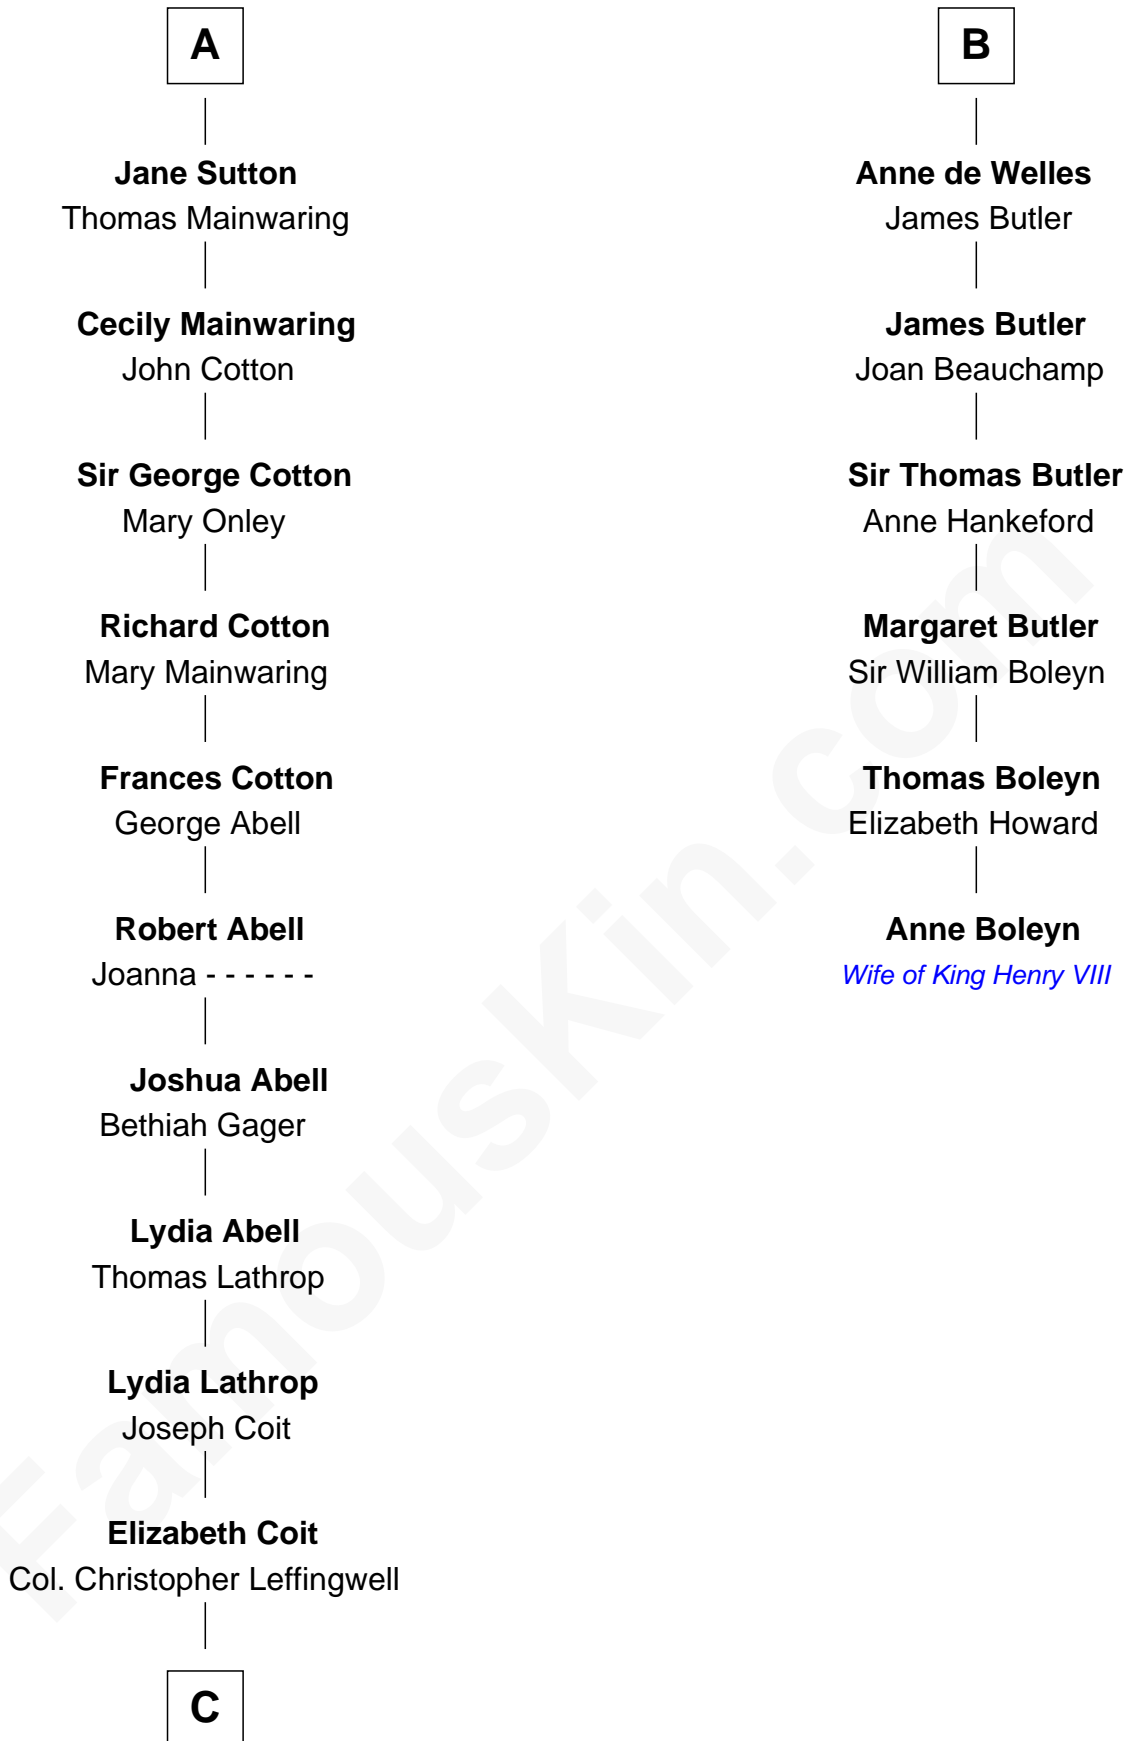 A
Jane Sutton
Thomas Mainwaring
Cecily Mainwaring
John Cotton
Sir George Cotton
Mary Onley
Richard Cotton
Mary Mainwaring
Frances Cotton
George Abell
Robert Abell
Joanna - - - - - -
Joshua Abell
Bethiah Gager
Lydia Abell
Thomas Lathrop
Lydia Lathrop
Joseph Coit
Elizabeth Coit
Col. Christopher Leffingwell
C
B
Anne de Welles
James Butler
James Butler
Joan Beauchamp
Sir Thomas Butler
Anne Hankeford
Margaret Butler
Sir William Boleyn
Thomas Boleyn
Elizabeth Howard
Anne Boleyn
Wife of King Henry VIII
FamousKin.com